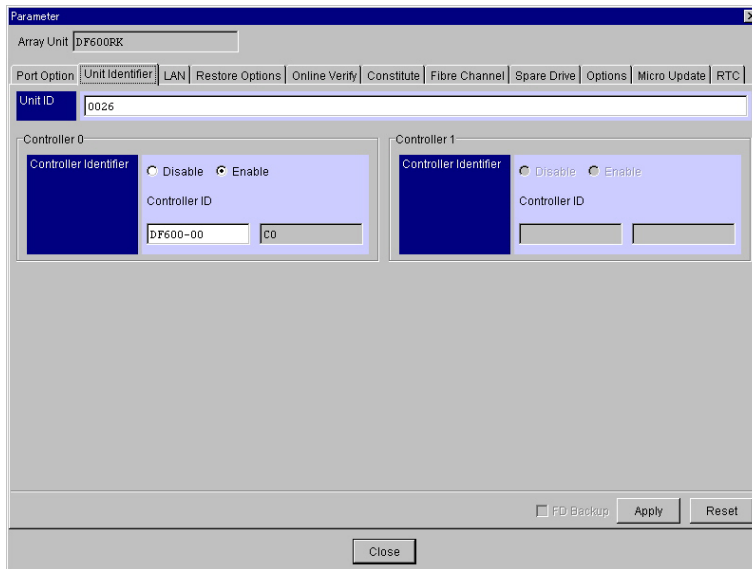 Parameter
Array Unit DF600RK
Port Option Unit Identifier LAN Restore Options Online Verify Constitute Fibre Channel Spare Drive Options Micro Update RTC
Unit ID 0026
Controller 0 Controller 1
Controller Identifier Disable Enable Controller Identifier Disable Enable
Controller ID Controller ID
DF600-00 C0
FD Backup Apply Reset
Close